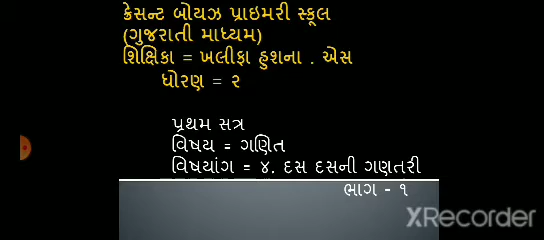 ક્રેસન્ટ બોયઝ પ્રાઇમરી સ્કૂલ
(ગુજરાતી માધ્યમ)
શિક્ષિકા = ખલીફા હુશના . એસ
ધોરણ = ૨
પ્રથમ સત્ર
વિષય = ગણિત
વિષયાંગ = ૪. દસ દસની ગણતરી
ભાગ - ૧
XRecorder